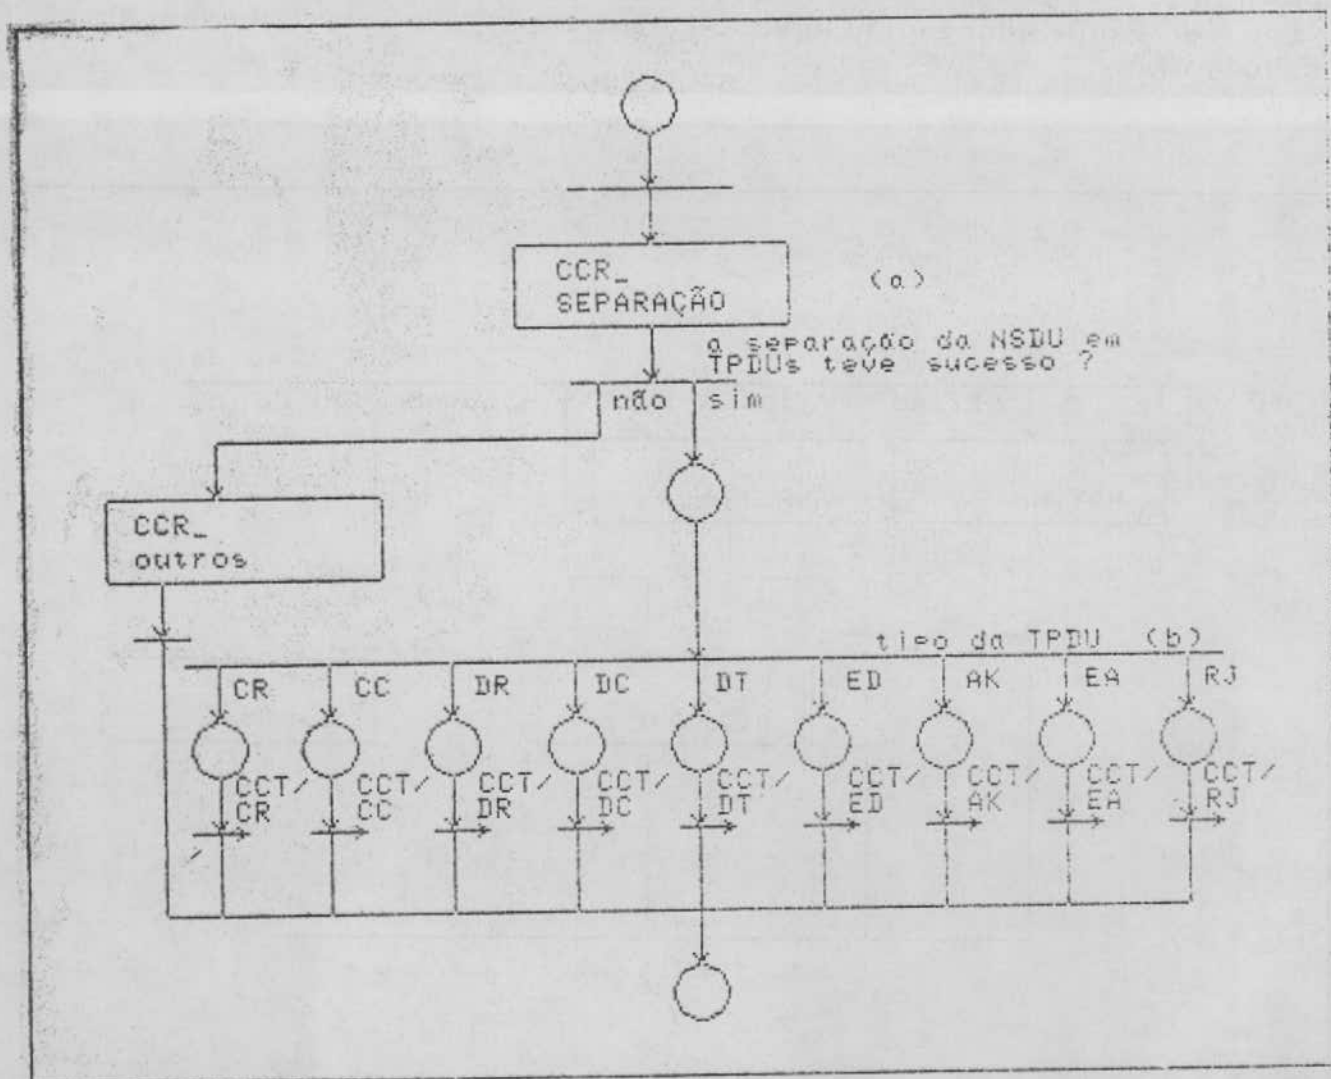 CCR_
SEPARAÇÃO
(a)
a separação da NSDU em
TPDUs teve sucesso ?
não sim
CCR_
outros
tipo da TPDU (b)
CR CC DR DC DT ED AK EA RJ
CCT/ CCT/ CCT/ CCT/ CCT/ CCT/ CCT/ CCT/ CCT/
CR CC DR DC DT ED AK EA RJ